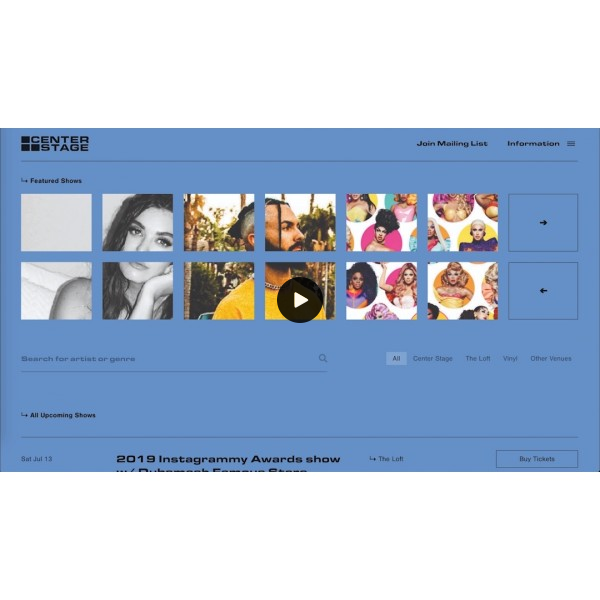 CENTER
STAGE
Join Mailing List
Information
↳ Featured Shows
→
←
Search for artist or genre
All
Center Stage
The Loft
Vinyl
Other Venues
↳ All Upcoming Shows
Sat Jul 13
2019 Instagrammy Awards show
↳ The Loft
Buy Tickets
w/